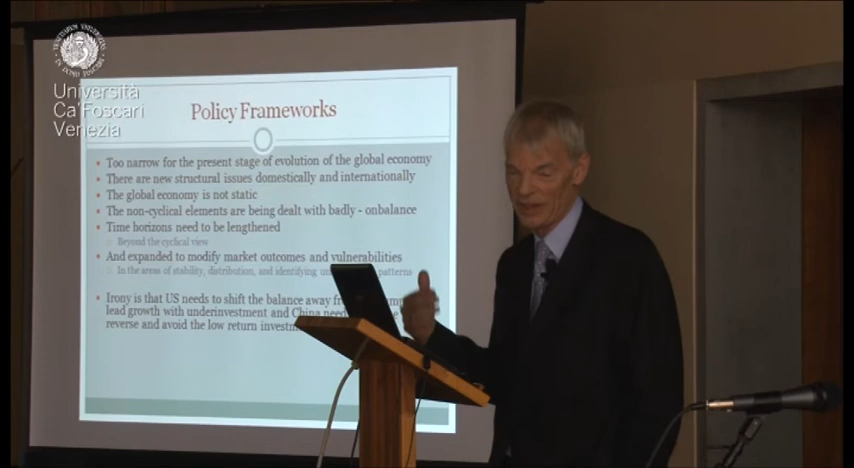 Università
Ca'Foscari
Venezia
Policy Frameworks
Too narrow for the present stage of evolution of the global economy
There are new structural issues domestically and internationally
The global economy is not static
The non-cyclical elements are being dealt with badly - onbalance
Time horizons need to be lengthened
Beyond the cyclical view
And expanded to modify market outcomes and vulnerabilities
In the areas of stability, distribution, and identifying patterns
Irony is that US needs to shift the balance away
lead growth with underinvestment and China
reverse and avoid the low return